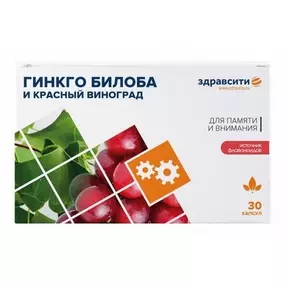 ГИНКГО БИЛОБА
И КРАСНЫЙ ВИНОГРАД
здравсити
ДЛЯ ПАМЯТИ
И ВНИМАНИЯ
ИСТОЧНИК
ФЛАВОНОИДОВ
30
КАПСУЛ